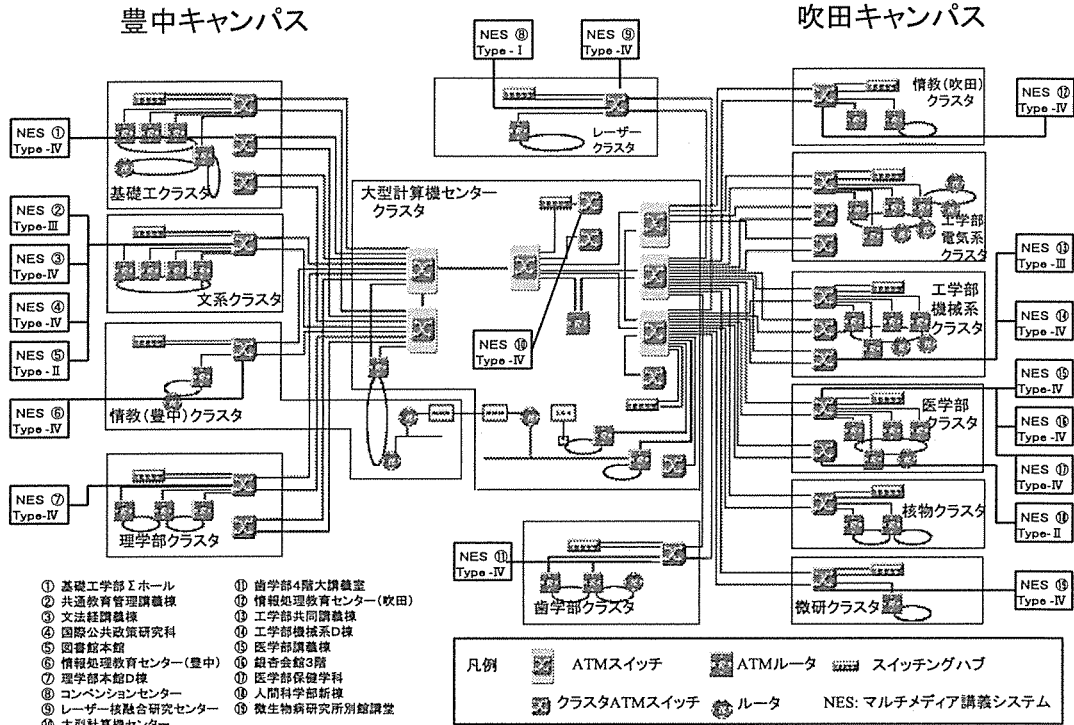 豊中キャンパス
吹田キャンパス
NES ⑧
Type-Ⅰ
NES ⑨
Type-Ⅳ
レーザー
クラスタ
NES ①
Type-Ⅳ
基礎工クラスタ
NES ②
Type-Ⅲ
NES ③
Type-Ⅳ
NES ④
Type-Ⅳ
NES ⑤
Type-Ⅱ
文系クラスタ
NES ⑥
Type-Ⅳ
情教(豊中)クラスタ
NES ⑦
Type-Ⅳ
理学部クラスタ
大型計算機センター
クラスタ
NES ⑩
Type-Ⅳ
NES ⑪
Type-Ⅳ
歯学部クラスタ
情教(吹田)
クラスタ
NES ⑫
Type-Ⅳ
工学部
電気系
クラスタ
NES ⑬
Type-Ⅲ
工学部
機械系
クラスタ
NES ⑭
Type-Ⅳ
NES ⑮
Type-Ⅳ
医学部
クラスタ
NES ⑯
Type-Ⅳ
NES ⑰
Type-Ⅳ
核物クラスタ
NES ⑱
Type-Ⅱ
微研クラスタ
NES ⑲
Type-Ⅳ
① 基礎工学部Σホール
② 共通教育管理講義棟
③ 文法経講義棟
④ 国際公共政策研究科
⑤ 図書館本館
⑥ 情報処理教育センター(豊中)
⑦ 理学部本館D棟
⑧ コンベンションセンター
⑨ レーザー核融合研究センター
⑩ 大型計算機センター
⑪ 歯学部4階大講義室
⑫ 情報処理教育センター(吹田)
⑬ 工学部共同講義棟
⑭ 工学部機械系D棟
⑮ 医学部講義棟
⑯ 銀杏会館3階
⑰ 医学部保健学科
⑱ 人間科学部新棟
⑲ 微生物病研究所別館講堂
凡例
ATMスイッチ
ATMルータ
スイッチングハブ
クラスタATMスイッチ
ルータ
NES: マルチメディア講義システム